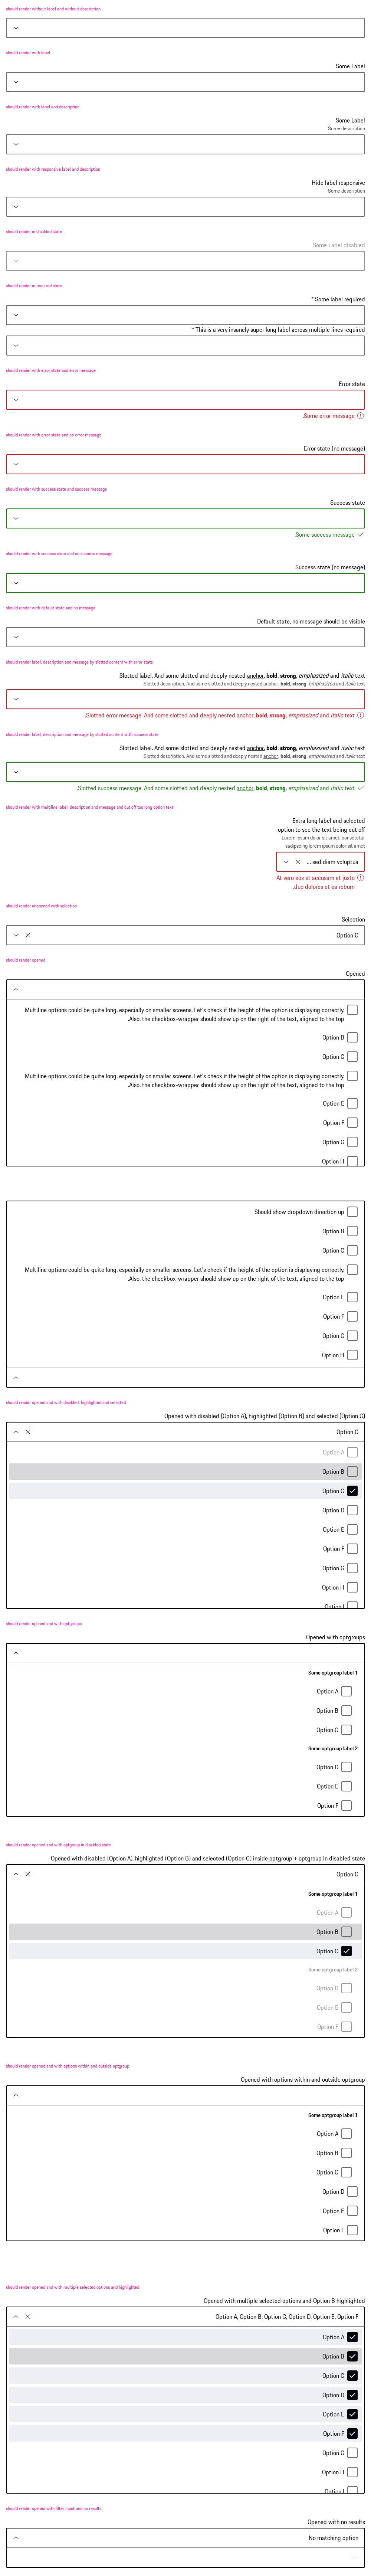 should render without label and without description
should render with label
Some Label
should render with label and description
Some Label
Some description
should render with responsive label and description
Hide label responsive
Some description
should render in disabled state
Some Label disabled
should render in required state
* Some label required
* This is a very insanely super long label across multiple lines required
should render with error state and error message
Error state
.Some error message
should render with error state and no error message
Error state (no message)
should render with success state and success message
Success state
.Some success message
should render with success state and no success message
Success state (no message)
should render with default state and no message
Default state, no message should be visible
should render label, description and message by slotted content with error state
.Slotted label. And some slotted and deeply nested anchor, bold, strong, emphasized and italic text
.Slotted description. And some slotted and deeply nested anchor, bold, strong, emphasized and italic text
.Slotted error message. And some slotted and deeply nested anchor, bold, strong, emphasized and italic text
should render label, description and message by slotted content with success state
.Slotted label. And some slotted and deeply nested anchor, bold, strong, emphasized and italic text
.Slotted description. And some slotted and deeply nested anchor, bold, strong, emphasized and italic text
.Slotted success message. And some slotted and deeply nested anchor, bold, strong, emphasized and italic text
should render with multiline label, description and message and cut off too long option text
Extra long label and selected
option to see the text being cut off
Lorem ipsum dolor sit amet, consetetur
sadipscing lorem ipsum dolor sit amet
... sed diam voluptua
At vero eos et accusam et justo
.duo dolores et ea rebum
should render unopened with selection
Selection
Option C
should render opened
Opened
Multiline options could be quite long, especially on smaller screens. Let's check if the height of the option is displaying correctly.
.Also, the checkbox-wrapper should show up on the right of the text, aligned to the top
Option B
Option C
Multiline options could be quite long, especially on smaller screens. Let's check if the height of the option is displaying correctly.
.Also, the checkbox-wrapper should show up on the right of the text, aligned to the top
Option E
Option F
Option G
Option H
Should show dropdown direction up
Option B
Option C
Multiline options could be quite long, especially on smaller screens. Let's check if the height of the option is displaying correctly.
.Also, the checkbox-wrapper should show up on the right of the text, aligned to the top
Option E
Option F
Option G
Option H
should render opened and with disabled, highlighted and selected
Opened with disabled (Option A), highlighted (Option B) and selected (Option C)
Option C
Option A
Option B
Option C
Option D
Option E
Option F
Option G
Option H
Option I
should render opened and with optgroups
Opened with optgroups
Some optgroup label 1
Option A
Option B
Option C
Some optgroup label 2
Option D
Option E
Option F
should render opened and with optgroup in disabled state
Opened with disabled (Option A), highlighted (Option B) and selected (Option C) inside optgroup + optgroup in disabled state
Option C
Some optgroup label 1
Option A
Option B
Option C
Some optgroup label 2
Option D
Option E
Option F
should render opened and with options within and outside optgroup
Opened with options within and outside optgroup
Some optgroup label 1
Option A
Option B
Option C
Option D
Option E
Option F
should render opened and with multiple selected options and highlighted
Opened with multiple selected options and Option B highlighted
Option A, Option B, Option C, Option D, Option E, Option F
Option A
Option B
Option C
Option D
Option E
Option F
Option G
Option H
Option I
should render opened with filter input and no results
Opened with no results
No matching option
---